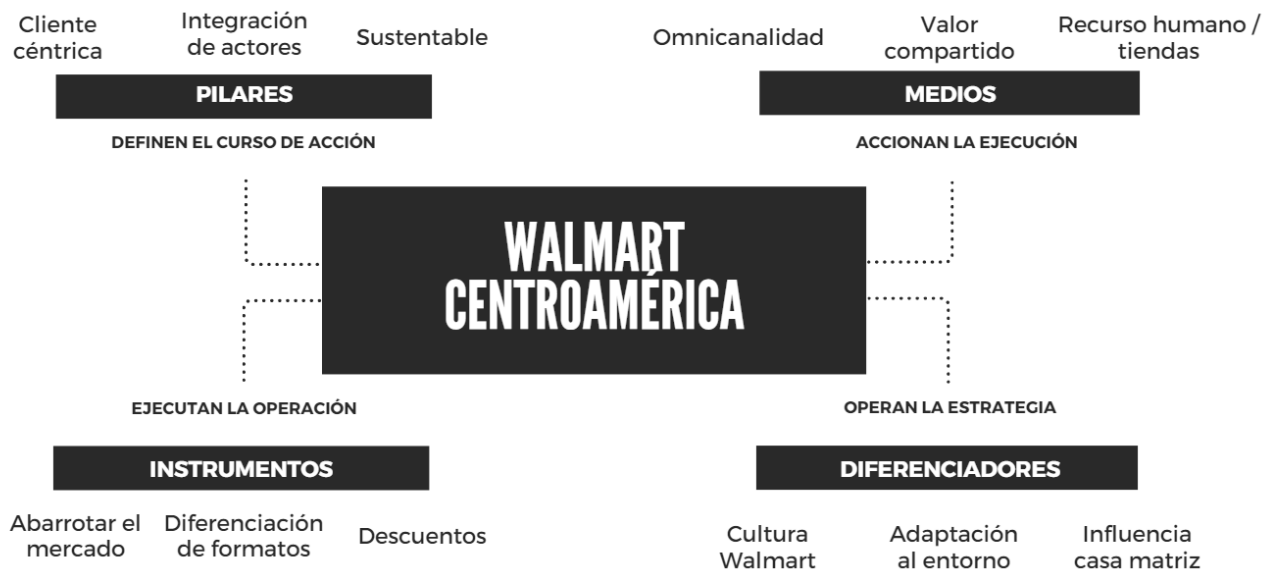 Cliente
céntrica
Integración
de actores
Sustentable
PILARES
DEFINEN EL CURSO DE ACCIÓN
Omnicanalidad
Valor
compartido
Recurso humano /
tiendas
MEDIOS
ACCIONAN LA EJECUCIÓN
WALMART
CENTROAMÉRICA
EJECUTAN LA OPERACIÓN
INSTRUMENTOS
Abarrotar el
mercado
Diferenciación
de formatos
Descuentos
OPERAN LA ESTRATEGIA
DIFERENCIADORES
Cultura
Walmart
Adaptación
al entorno
Influencia
casa matriz